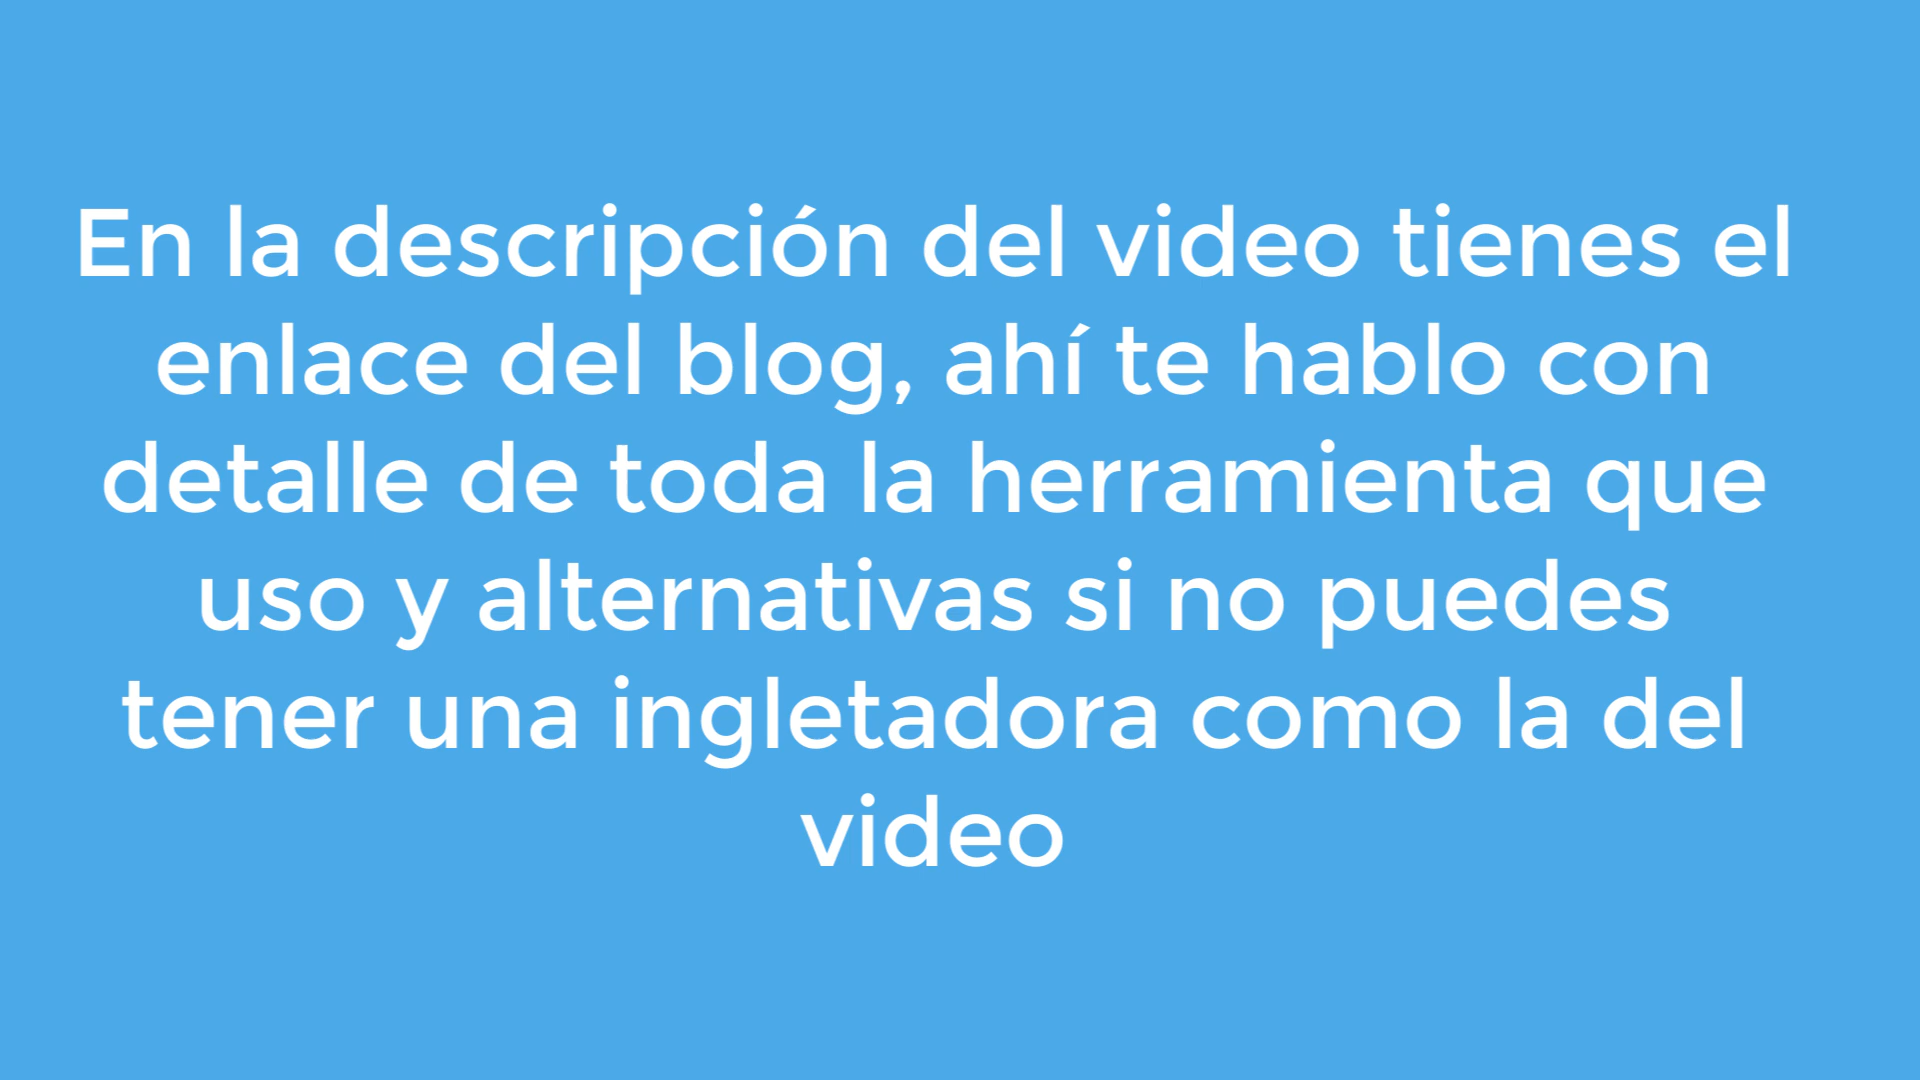 En la descripción del video tienes el
enlace del blog, ahí te hablo con
detalle de toda la herramienta que
uso y alternativas si no puedes
tener una ingletadora como la del
video